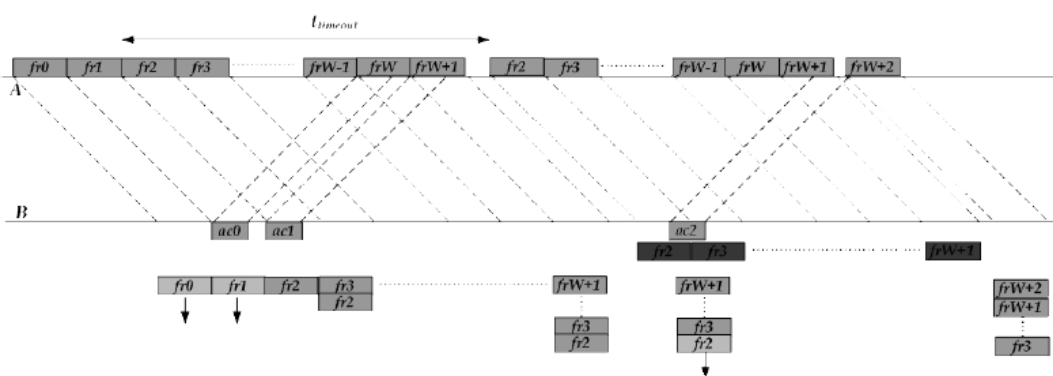 t timeout
fr0 fr1 fr2 fr3 frW-1 frW frW+1 fr2 fr3 frW-1 frW frW+1 frW+2
A
B
ac0 ac1 ac2
fr2 fr3 frW+1
fr0 fr1 fr2 fr3 frW+1 frW+1 frW+2
fr2 frW+1
fr3 fr3
fr2 fr2 fr3